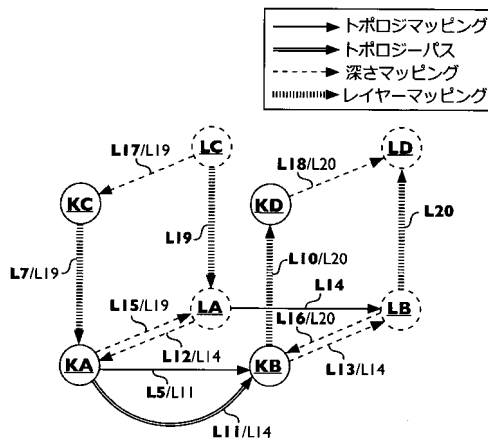 トポロジマッピング
トポロジーパス
深さマッピング
レイヤーマッピング
L17/L19
LC
L18/L20
LD
KC
KD
L19
L20
L7/L19
L10/L20
L14
L15/L19
LA
LB
L16/L20
L12/L14
KA
KB
L13/L14
L5/L11
L11/L14